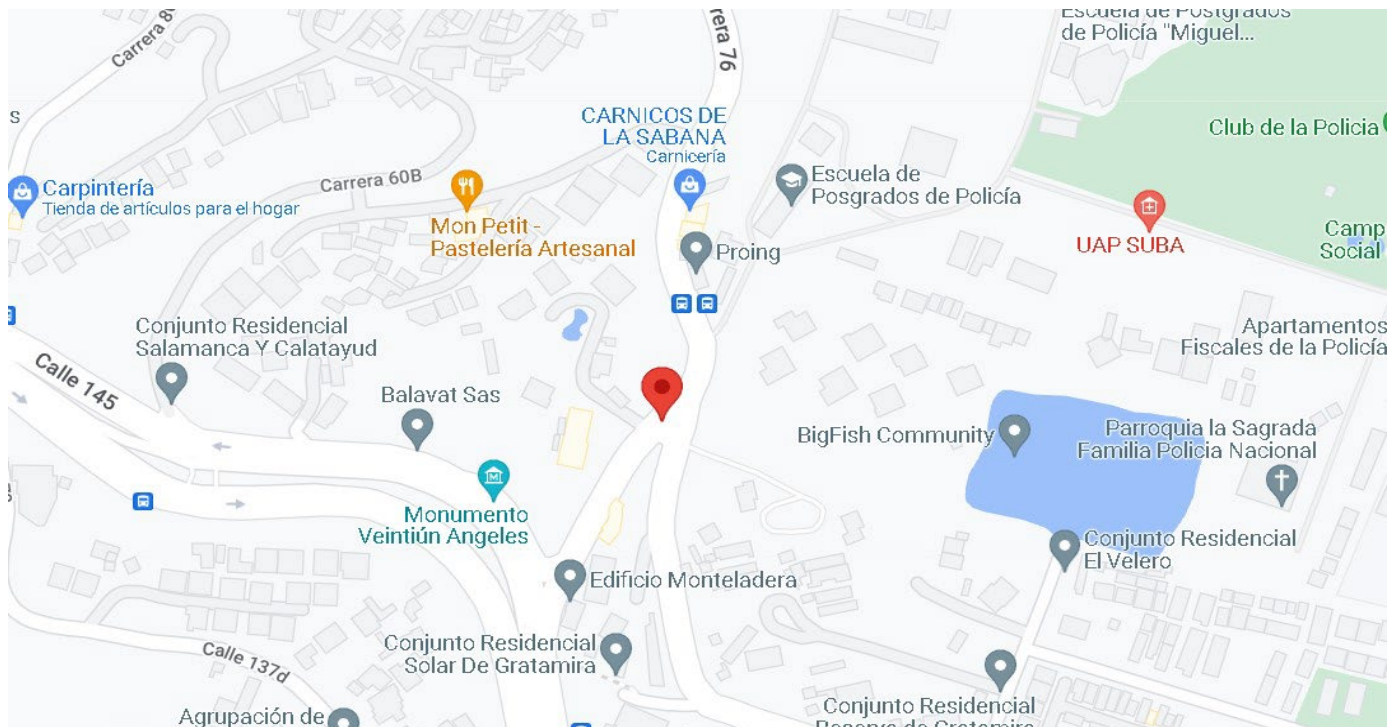 Escuela de Postgrados
de Policía "Miguel...
Carrera 76
CARNICOS DE
LA SABANA
Carnicería
Club de la Policia
Carpintería
Tienda de artículos para el hogar
Carrera 60B
Mon Petit -
Pastelería Artesanal
Escuela de
Posgrados de Policía
UAP SUBA
Proing
Camp
Social
Conjunto Residencial
Salamanca Y Calatayud
Apartamentos
Fiscales de la Policía
Calle 145
Balavat Sas
BigFish Community
Parroquia la Sagrada
Familia Policia Nacional
Monumento
Veintiún Angeles
Conjunto Residencial
El Velero
Edificio Monteladera
Conjunto Residencial
Solar De Gratamira
Calle 137d
Agrupación de
Conjunto Residencial
Reserva de Gratamira